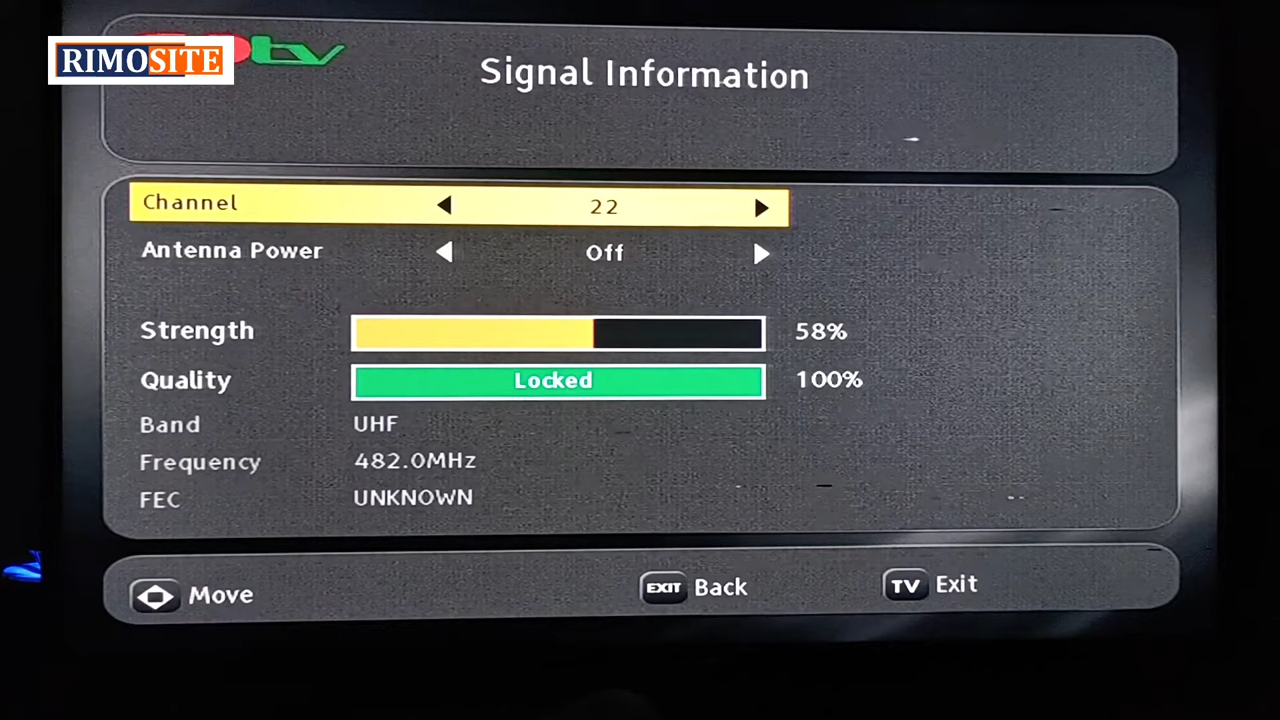 RIMOSITE
tv
Signal Information
Channel 22
Antenna Power Off
Strength 58%
Quality Locked 100%
Band UHF
Frequency 482.0MHz
FEC UNKNOWN
Move EXIT Back TV Exit